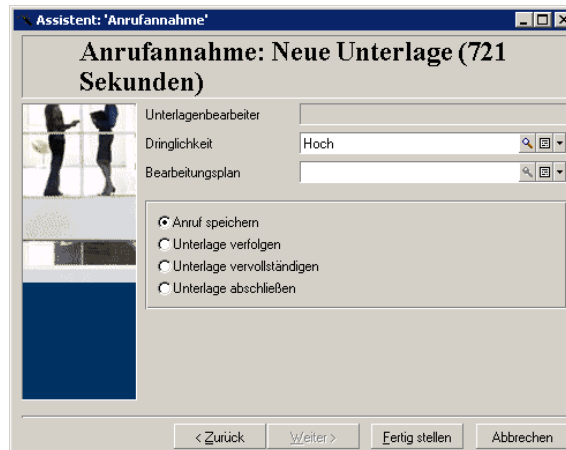 Assistent: 'Anrufannahme'
Anrufannahme: Neue Unterlage (721
Sekunden)
Unterlagenbearbeiter
Dringlichkeit Hoch
Bearbeitungsplan
Anruf speichern
Unterlage verfolgen
Unterlage vervollständigen
Unterlage abschließen
< Zurück Weiter > Fertig stellen Abbrechen